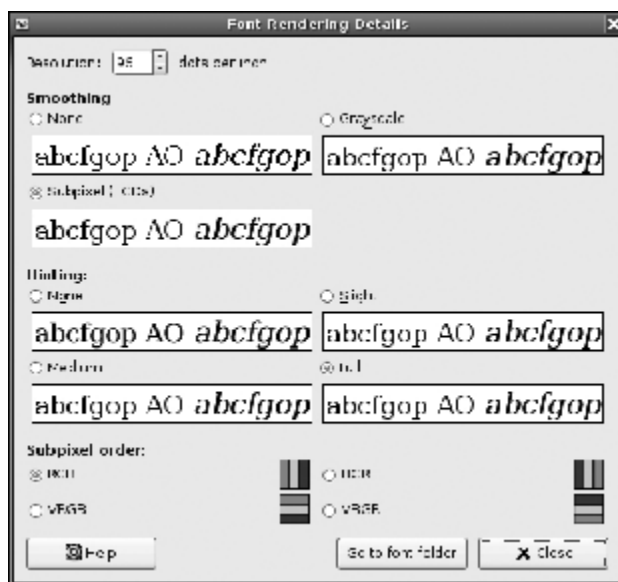 Font Rendering Details
Resolution: 96 dots per inch
Smoothing
None
Grayscale
abcfgop AO abcfgop
abcfgop AO abcfgop
Subpixel (LCDs)
abcfgop AO abcfgop
Hinting:
None
Slight
abcfgop AO abcfgop
abcfgop AO abcfgop
Medium
Full
abcfgop AO abcfgop
abcfgop AO abcfgop
Subpixel order:
RGB
BGR
VRGB
Help
Go to font folder
Close